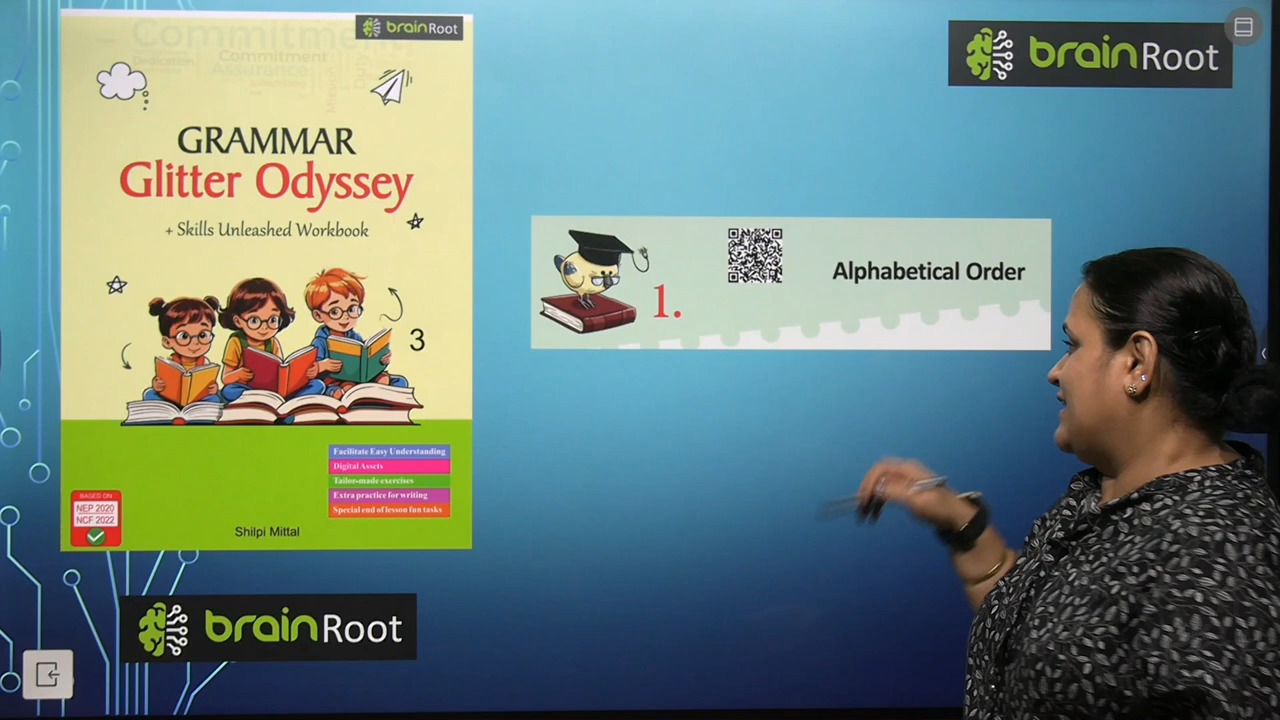 brainRoot
Commitment
Dedication
Commitment
Assurance
GRAMMAR
Glitter Odyssey
+ Skills Unleashed Workbook
3
Facilitate Easy Understanding
Digital Assets
Tailor-made exercises
Extra practice for writing
Special end of lesson fun tasks
BASED ON
NEP 2020
NCF 2022
Shilpi Mittal
brainRoot
brainRoot
1.
Alphabetical Order